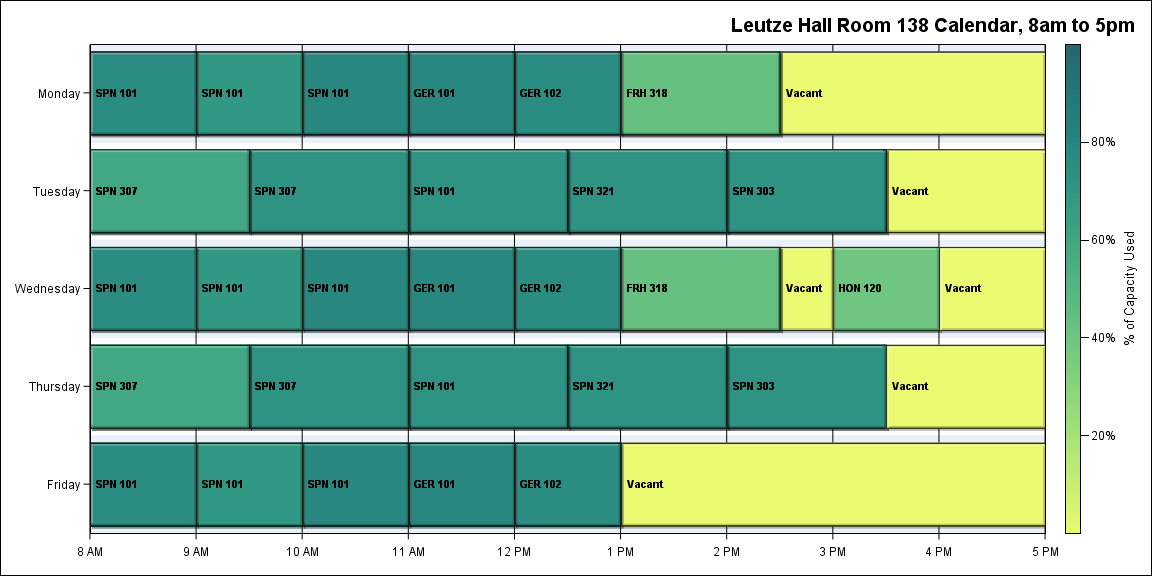 Leutze Hall Room 138 Calendar, 8am to 5pm
Monday
SPN 101
SPN 101
SPN 101
GER 101
GER 102
FRH 318
Vacant
Tuesday
SPN 307
SPN 307
SPN 101
SPN 321
SPN 303
Vacant
Wednesday
SPN 101
SPN 101
SPN 101
GER 101
GER 102
FRH 318
Vacant
HON 120
Vacant
Thursday
SPN 307
SPN 307
SPN 101
SPN 321
SPN 303
Vacant
Friday
SPN 101
SPN 101
SPN 101
GER 101
GER 102
Vacant
8 AM
9 AM
10 AM
11 AM
12 PM
1 PM
2 PM
3 PM
4 PM
5 PM
80%
60%
40%
20%
% of Capacity Used